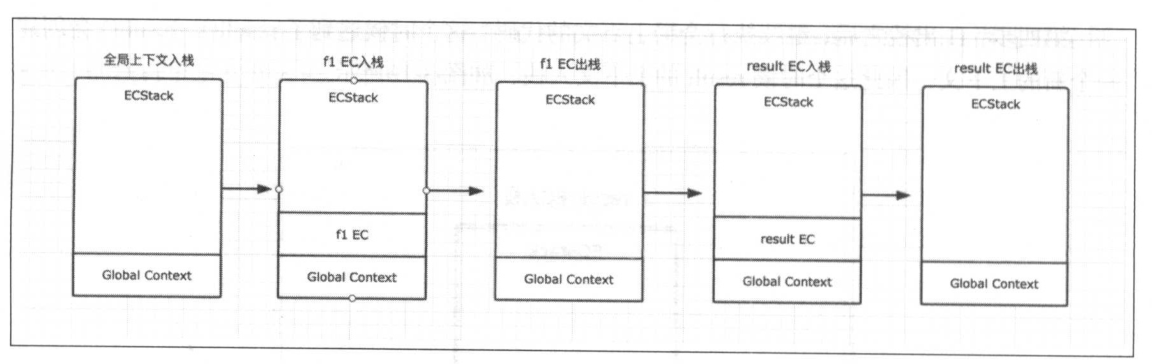 全局上下文入栈
ECStack
Global Context
f1 EC入栈
ECStack
f1 EC
Global Context
f1 EC出栈
ECStack
Global Context
result EC入栈
ECStack
result EC
Global Context
result EC出栈
ECStack
Global Context